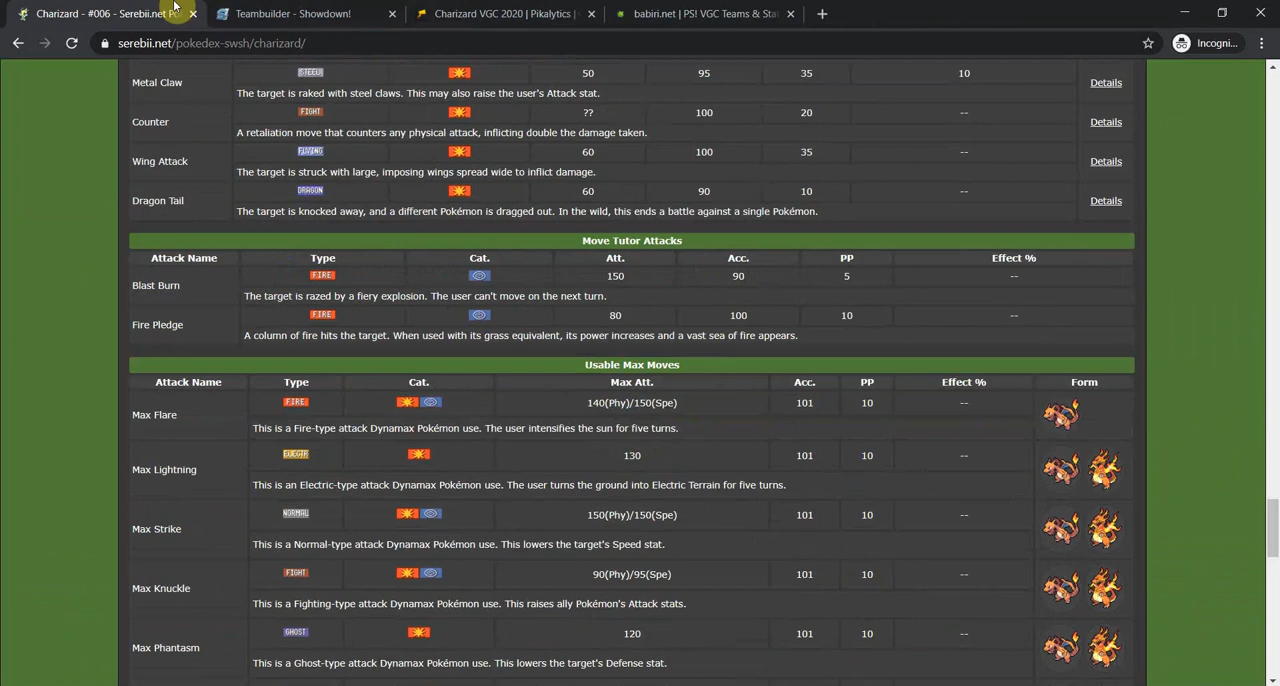 Charizard - #006 - Serebii.net Po
Teambuilder - Showdown!
Charizard VGC 2020 | Pikalytics |
babiri.net | PS! VGC Teams & Sta
serebii.net/pokedex-swsh/charizard/
Incogni...
Metal Claw STEEL 50 95 35 10 Details
The target is raked with steel claws. This may also raise the user's Attack stat.
Counter FIGHT ?? 100 20 -- Details
A retaliation move that counters any physical attack, inflicting double the damage taken.
Wing Attack FLYING 60 100 35 -- Details
The target is struck with large, imposing wings spread wide to inflict damage.
Dragon Tail DRAGON 60 90 10 -- Details
The target is knocked away, and a different Pokémon is dragged out. In the wild, this ends a battle against a single Pokémon.
Move Tutor Attacks
Attack Name Type Cat. Att. Acc. PP Effect %
Blast Burn FIRE 150 90 5 --
The target is razed by a fiery explosion. The user can't move on the next turn.
Fire Pledge FIRE 80 100 10 --
A column of fire hits the target. When used with its grass equivalent, its power increases and a vast sea of fire appears.
Usable Max Moves
Attack Name Type Cat. Max Att. Acc. PP Effect % Form
Max Flare FIRE 140(Phy)/150(Spe) 101 10 --
This is a Fire-type attack Dynamax Pokémon use. The user intensifies the sun for five turns.
Max Lightning ELECTR 130 101 10 --
This is an Electric-type attack Dynamax Pokémon use. The user turns the ground into Electric Terrain for five turns.
Max Strike NORMAL 150(Phy)/150(Spe) 101 10 --
This is a Normal-type attack Dynamax Pokémon use. This lowers the target's Speed stat.
Max Knuckle FIGHT 90(Phy)/95(Spe) 101 10 --
This is a Fighting-type attack Dynamax Pokémon use. This raises ally Pokémon's Attack stats.
Max Phantasm GHOST 120 101 10 --
This is a Ghost-type attack Dynamax Pokémon use. This lowers the target's Defense stat.